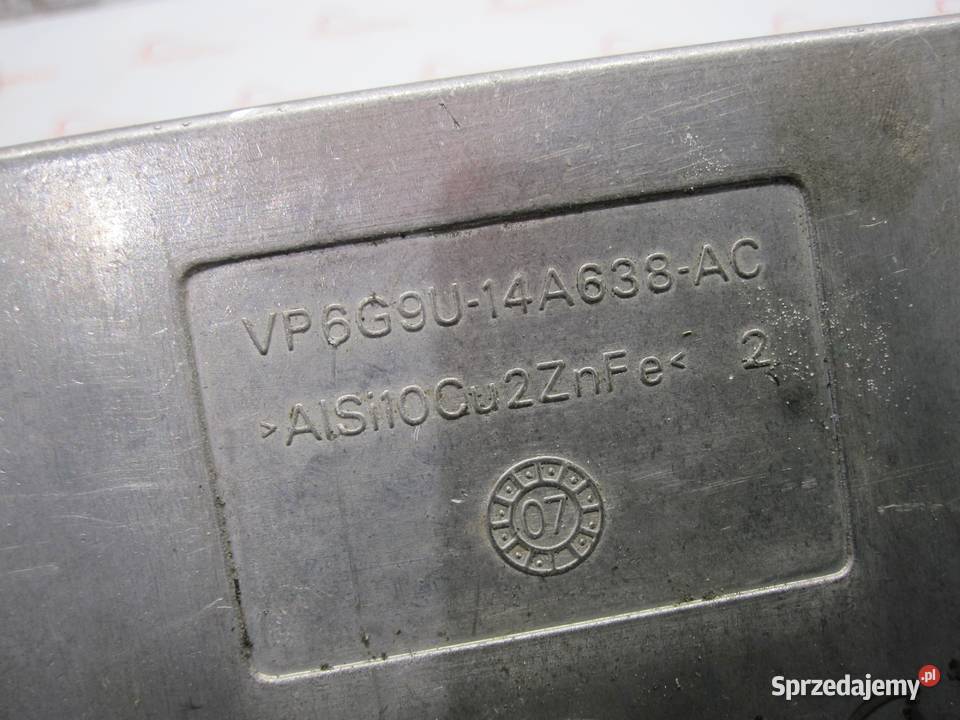 VP6G9U-14A638-AC
>AlSi10Cu2ZnFe< 2
07
Sprzedajemy.pl